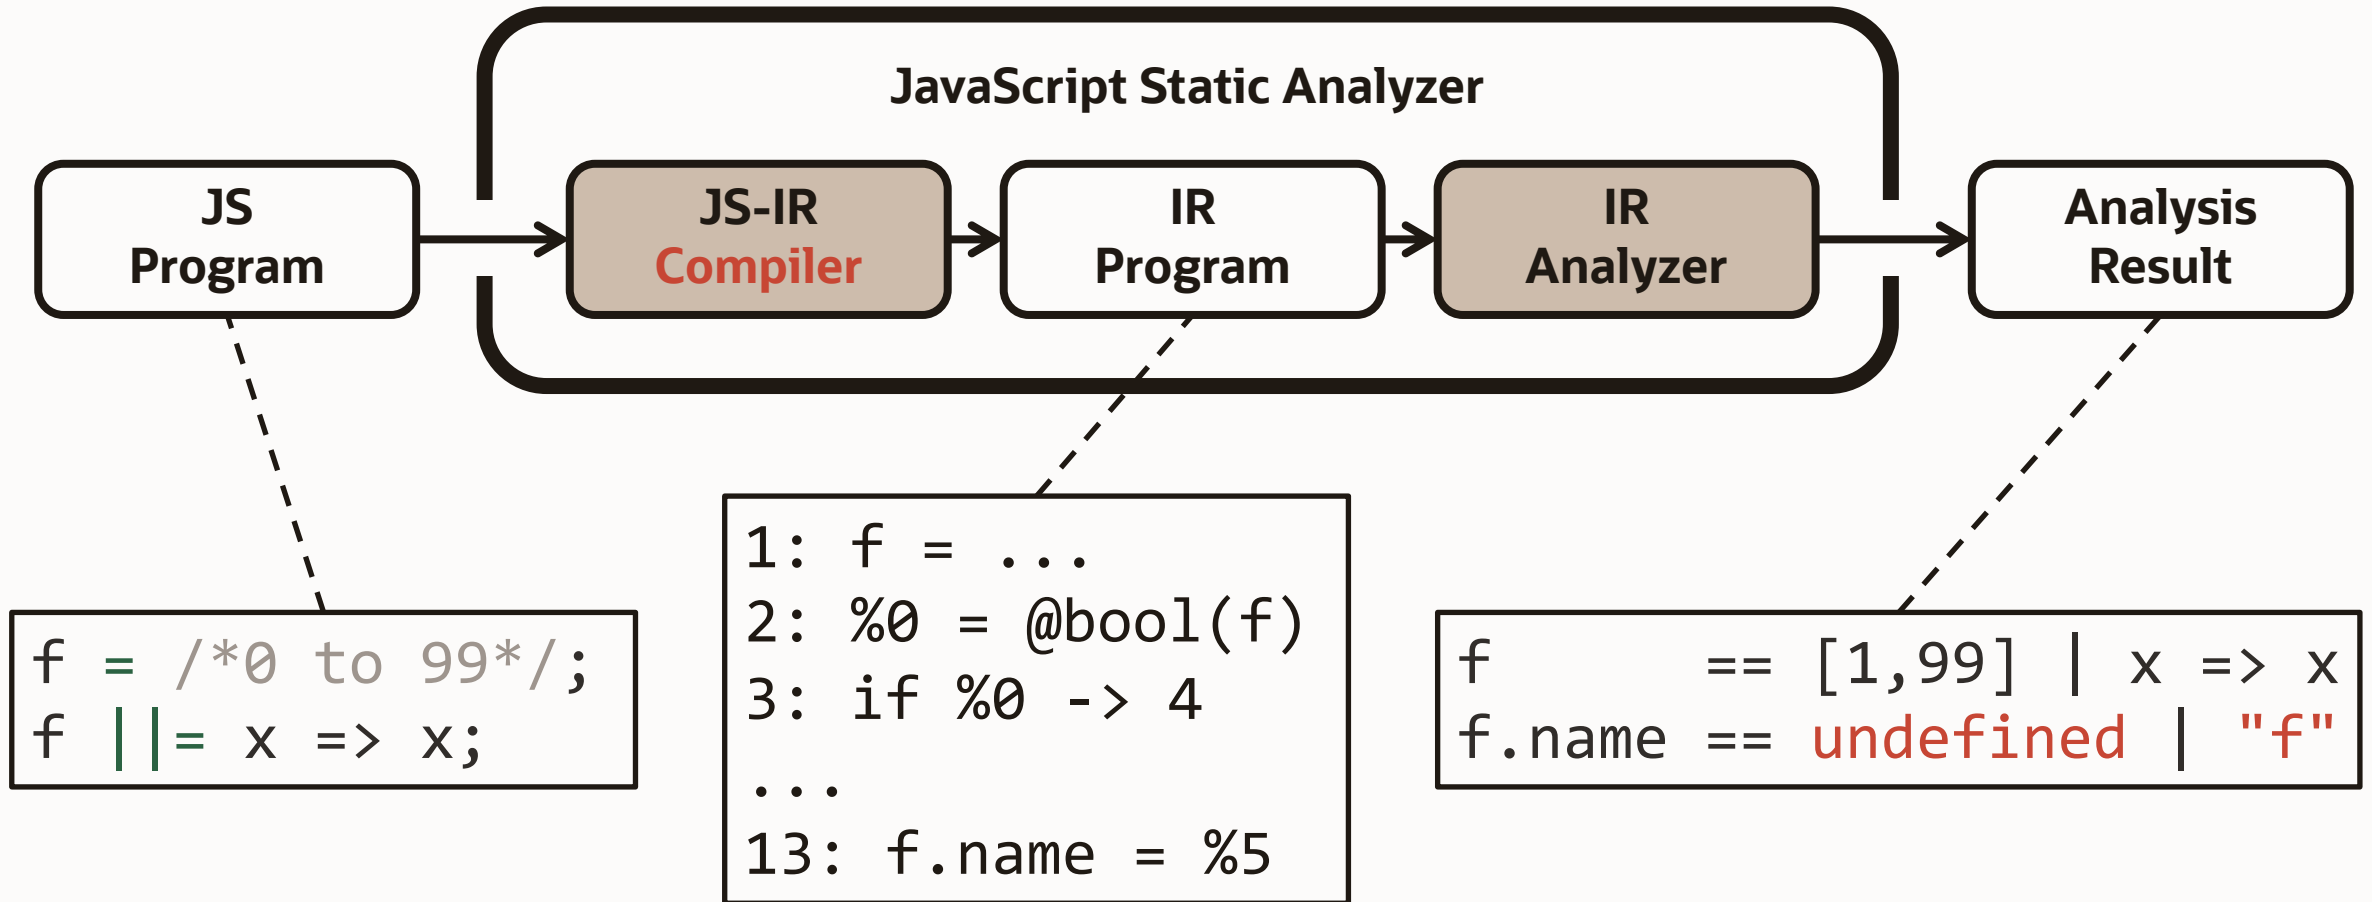 JavaScript Static Analyzer
JS
Program
JS-IR
Compiler
IR
Program
IR
Analyzer
Analysis
Result
f = /*0 to 99*/;
f ||= x => x;
1: f = ...
2: %0 = @bool(f)
3: if %0 -> 4
...
13: f.name = %5
f      == [1,99] | x => x
f.name == undefined | "f"